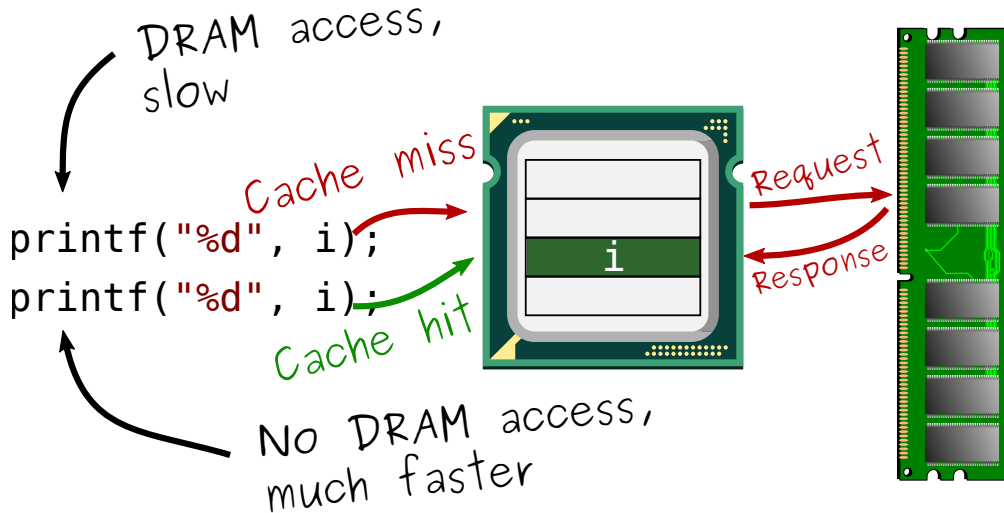 DRAM access,
slow
Cache miss
printf("%d", i);
printf("%d", i);
Cache hit
No DRAM access,
much faster
i
Request
Response